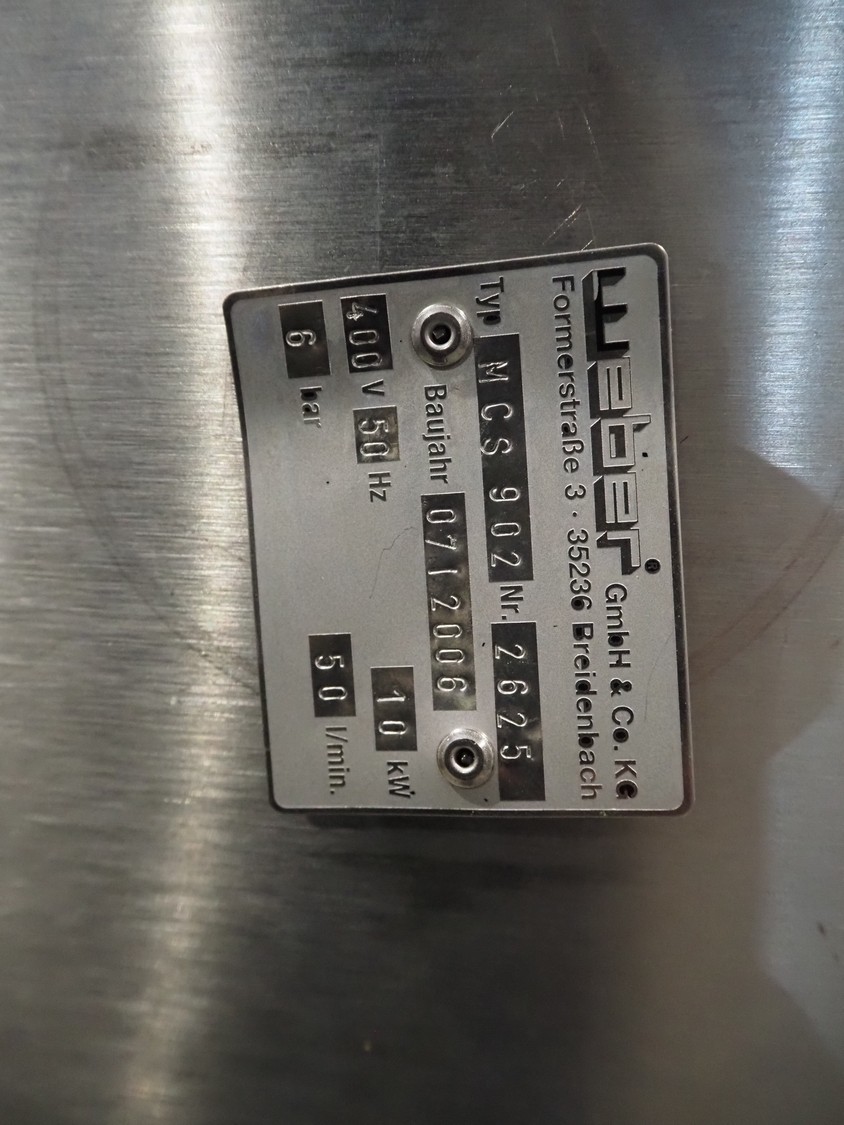 weber® GmbH & Co. KG
Formerstraße 3 · 35236 Breidenbach
Typ MCS 902 Nr. 2625
Baujahr 07/2006
400 V 50 Hz 10 kW
6 bar 50 l/min.